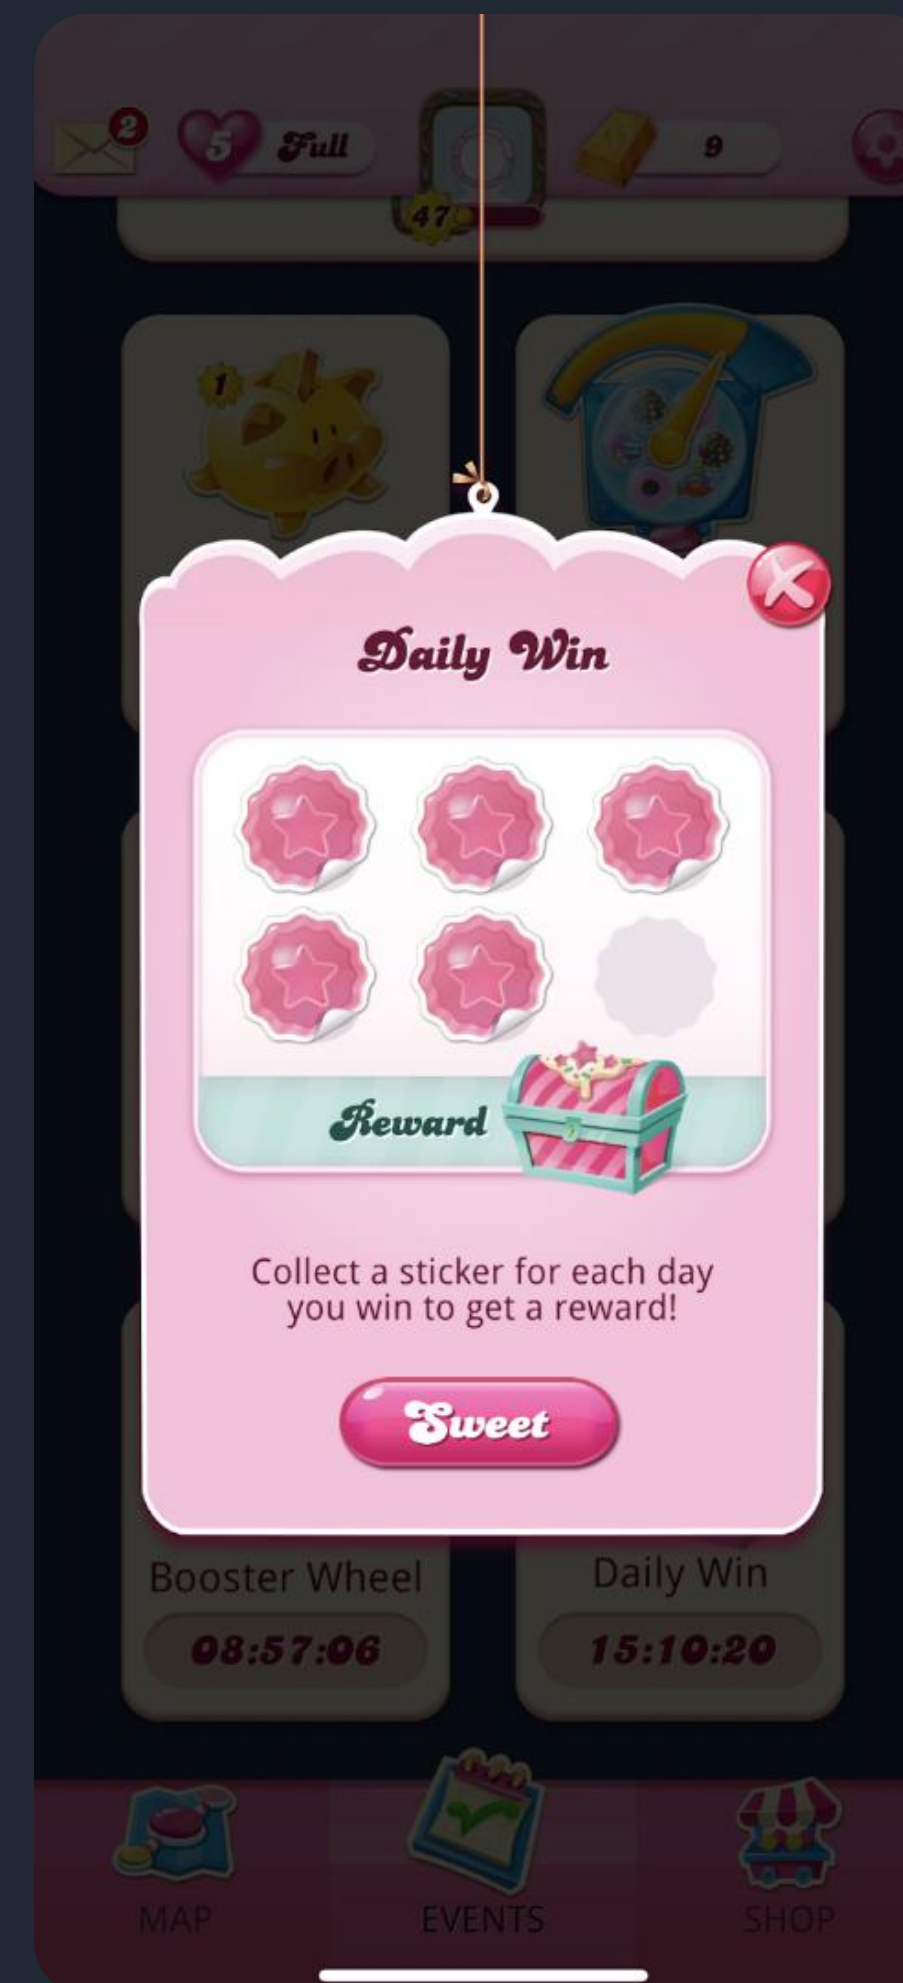 2
5
Full
9
47
1
Daily Win
Reward
Collect a sticker for each day
you win to get a reward!
Sweet
Booster Wheel
Daily Win
08:57:06
15:10:20
MAP
EVENTS
SHOP